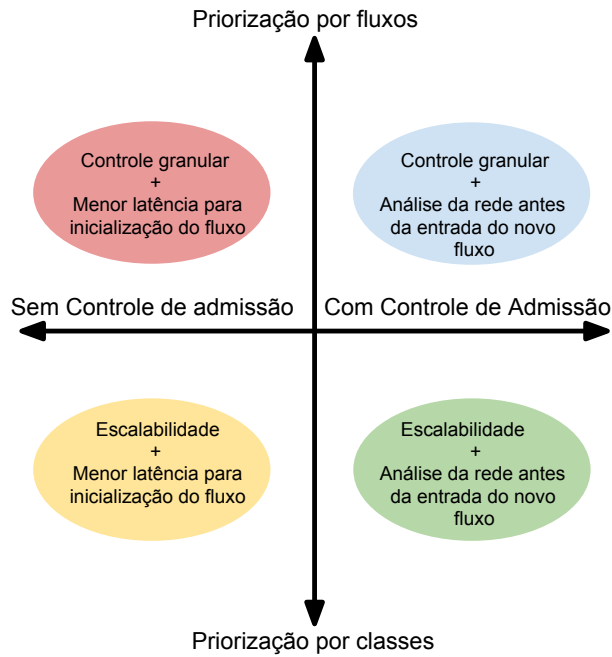 Priorização por fluxos
Controle granular
+
Menor latência para
inicialização do fluxo
Controle granular
+
Análise da rede antes
da entrada do novo
fluxo
Sem Controle de admissão
Com Controle de Admissão
Escalabilidade
+
Menor latência para
inicialização do fluxo
Escalabilidade
+
Análise da rede antes
da entrada do novo
fluxo
Priorização por classes